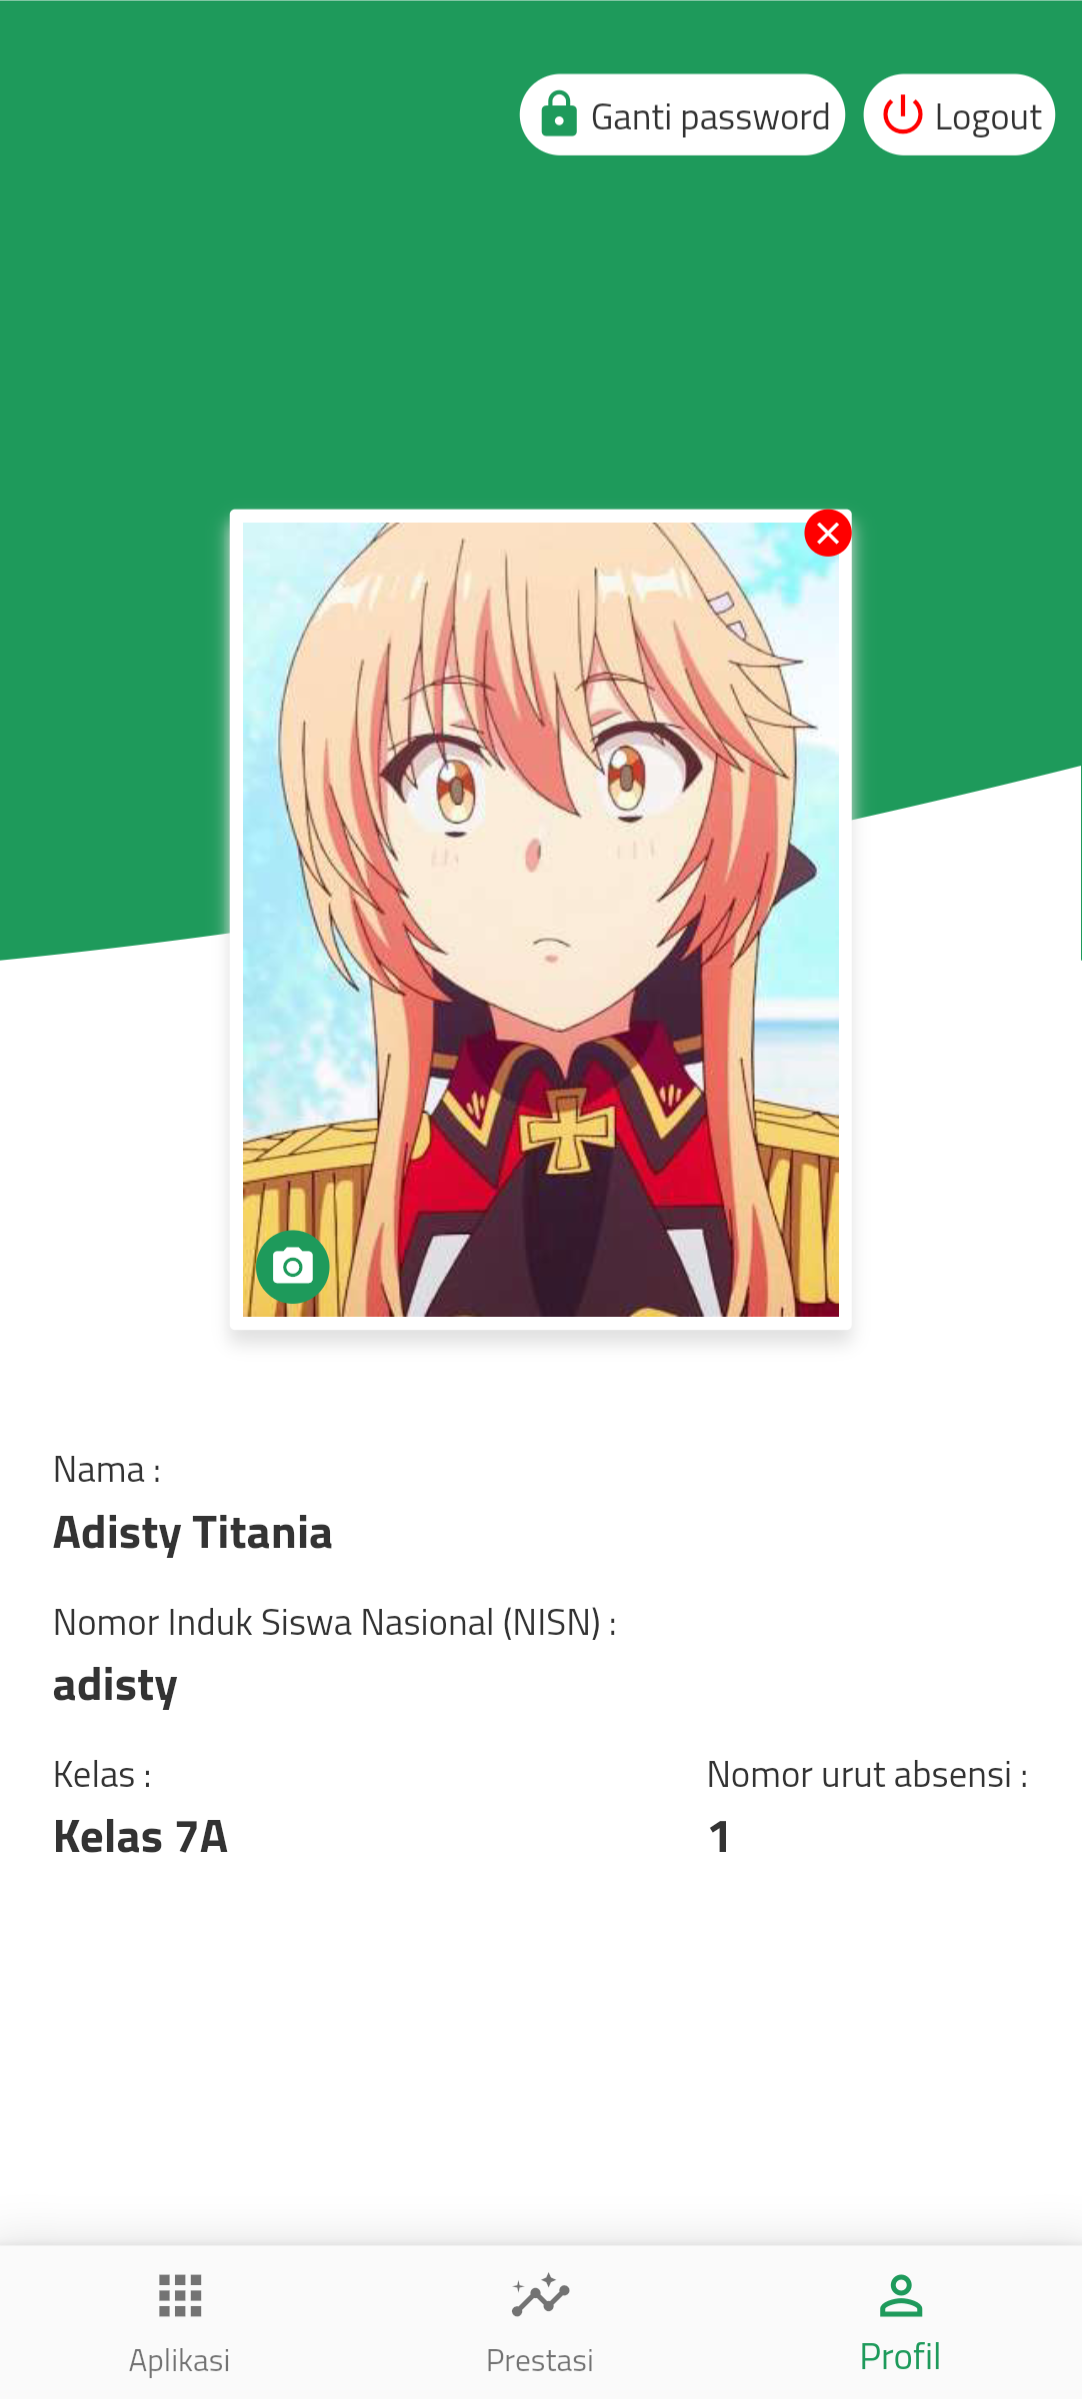 Ganti password
Logout
Nama :
Adisty Titania
Nomor Induk Siswa Nasional (NISN) :
adisty
Kelas :
Kelas 7A
Nomor urut absensi :
1
Aplikasi
Prestasi
Profil